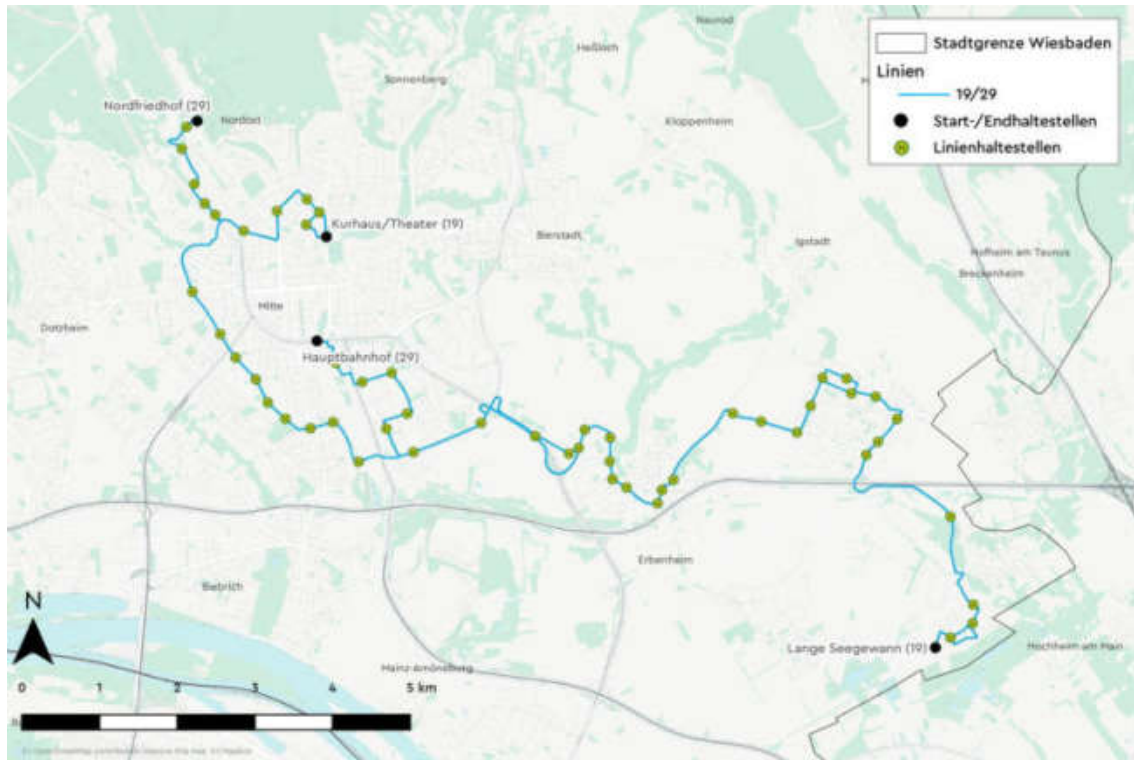 Naurod
Heßloch
Stadtgrenze Wiesbaden
Linien
19/29
Start-/Endhaltestellen
Linienhaltestellen
Sonnenberg
Nordfriedhof (29)
Nordost
Kloppenheim
Kurhaus/Theater (19)
Bierstadt
Igstadt
Hofheim am Taunus
Breckenheim
Mitte
Dotzheim
Hauptbahnhof (29)
Erbenheim
Biebrich
N
Lange Seegewann (19)
Hochheim am Main
Mainz-Amöneburg
0 1 2 3 4 5 km